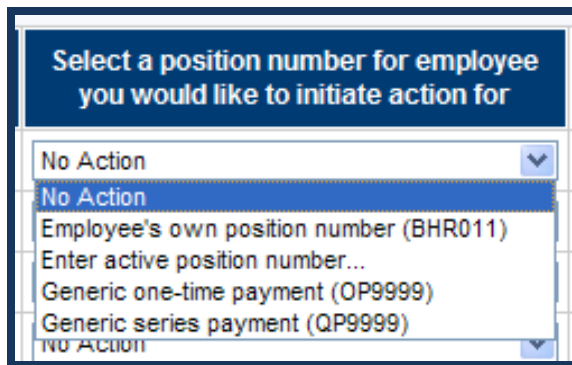 Select a position number for employee
you would like to initiate action for
No Action
No Action
Employee's own position number (BHR011)
Enter active position number...
Generic one-time payment (OP9999)
Generic series payment (QP9999)
No Action